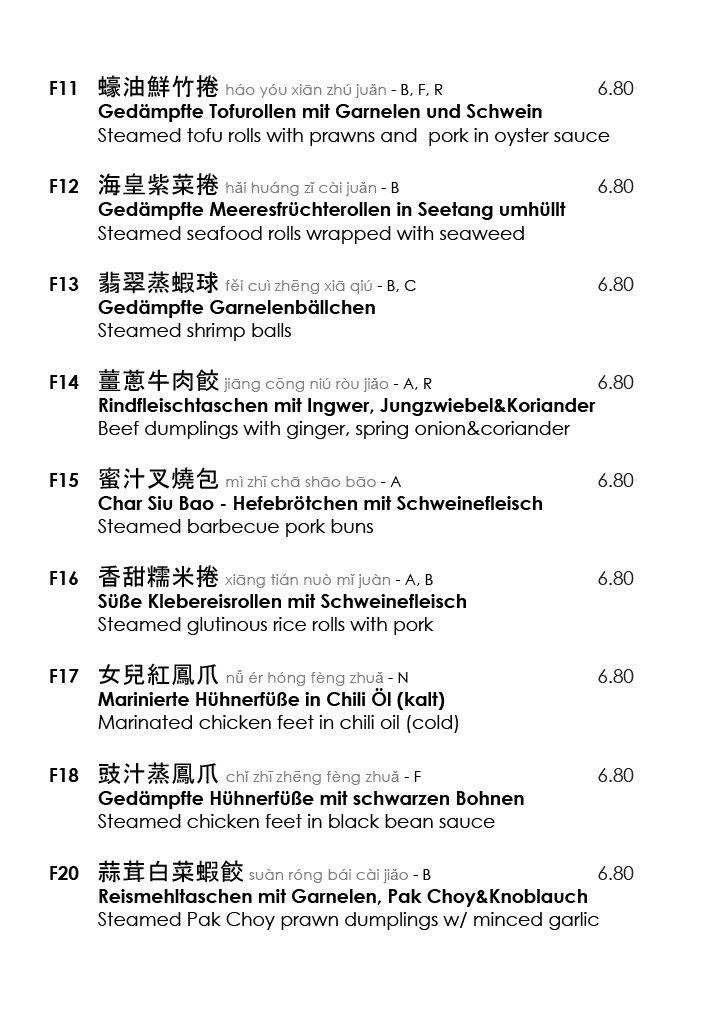 F11 蠔油鮮竹捲 háo yóu xiān zhú juǎn - B, F, R 6.80
Gedämpfte Tofurollen mit Garnelen und Schwein
Steamed tofu rolls with prawns and  pork in oyster sauce
F12 海皇紫菜捲 hǎi huáng zǐ cài juǎn - B 6.80
Gedämpfte Meeresfrüchterollen in Seetang umhüllt
Steamed seafood rolls wrapped with seaweed
F13 翡翠蒸蝦球 fěi cuì zhēng xiā qiú - B, C 6.80
Gedämpfte Garnelenbällchen
Steamed shrimp balls
F14 薑蔥牛肉餃 jiāng cōng niú ròu jiǎo - A, R 6.80
Rindfleischtaschen mit Ingwer, Jungzwiebel&Koriander
Beef dumplings with ginger, spring onion&coriander
F15 蜜汁叉燒包 mì zhī chā shāo bāo - A 6.80
Char Siu Bao - Hefebrötchen mit Schweinefleisch
Steamed barbecue pork buns
F16 香甜糯米捲 xiāng tián nuò mǐ juàn - A, B 6.80
Süße Klebereisrollen mit Schweinefleisch
Steamed glutinous rice rolls with pork
F17 女兒紅鳳爪 nǚ ér hóng fèng zhuǎ - N 6.80
Marinierte Hühnerfüße in Chili Öl (kalt)
Marinated chicken feet in chili oil (cold)
F18 豉汁蒸鳳爪 chǐ zhī zhēng fèng zhuǎ - F 6.80
Gedämpfte Hühnerfüße mit schwarzen Bohnen
Steamed chicken feet in black bean sauce
F20 蒜茸白菜蝦餃 suàn róng bái cài jiǎo - B 6.80
Reismehltaschen mit Garnelen, Pak Choy&Knoblauch
Steamed Pak Choy prawn dumplings w/ minced garlic